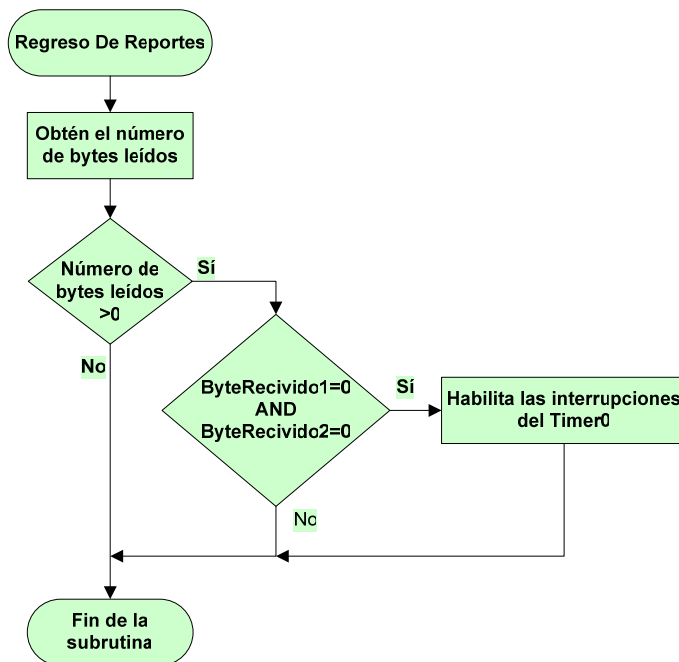 Regreso De Reportes
Obtén el número
de bytes leídos
Número de
bytes leídos
>0
Sí
No
ByteRecivido1=0
AND
ByteRecivido2=0
Sí
Habilita las interrupciones
del Timer0
No
Fin de la
subrutina